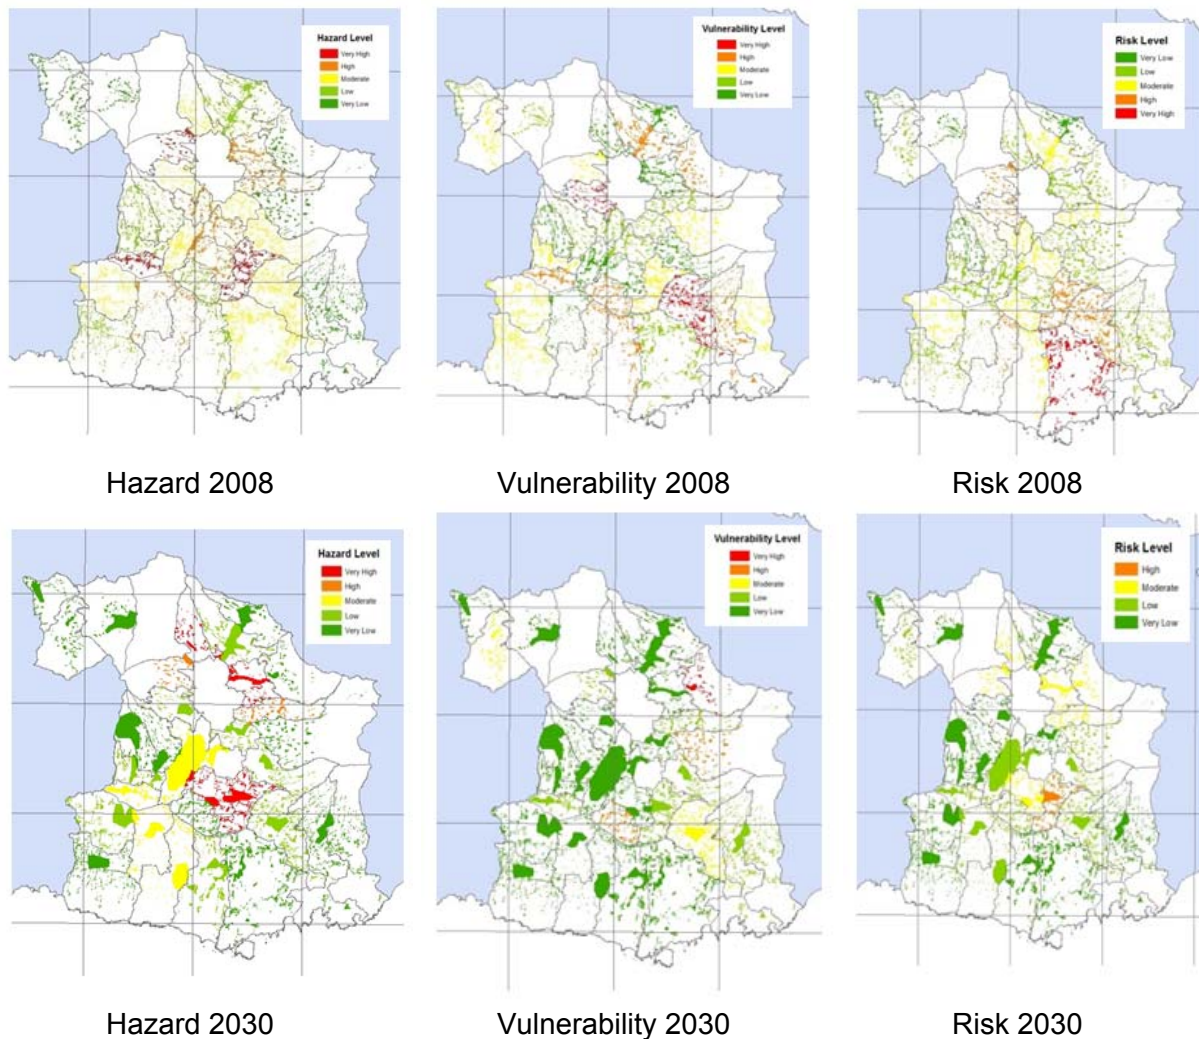 Hazard Level
Very High
High
Moderate
Low
Very Low
Vulnerability Level
Very High
High
Moderate
Low
Very Low
Risk Level
Very Low
Low
Moderate
High
Very High
Hazard 2008
Vulnerability 2008
Risk 2008
Hazard Level
Very High
High
Moderate
Low
Very Low
Vulnerability Level
Very High
High
Moderate
Low
Very Low
Risk Level
High
Moderate
Low
Very Low
Hazard 2030
Vulnerability 2030
Risk 2030